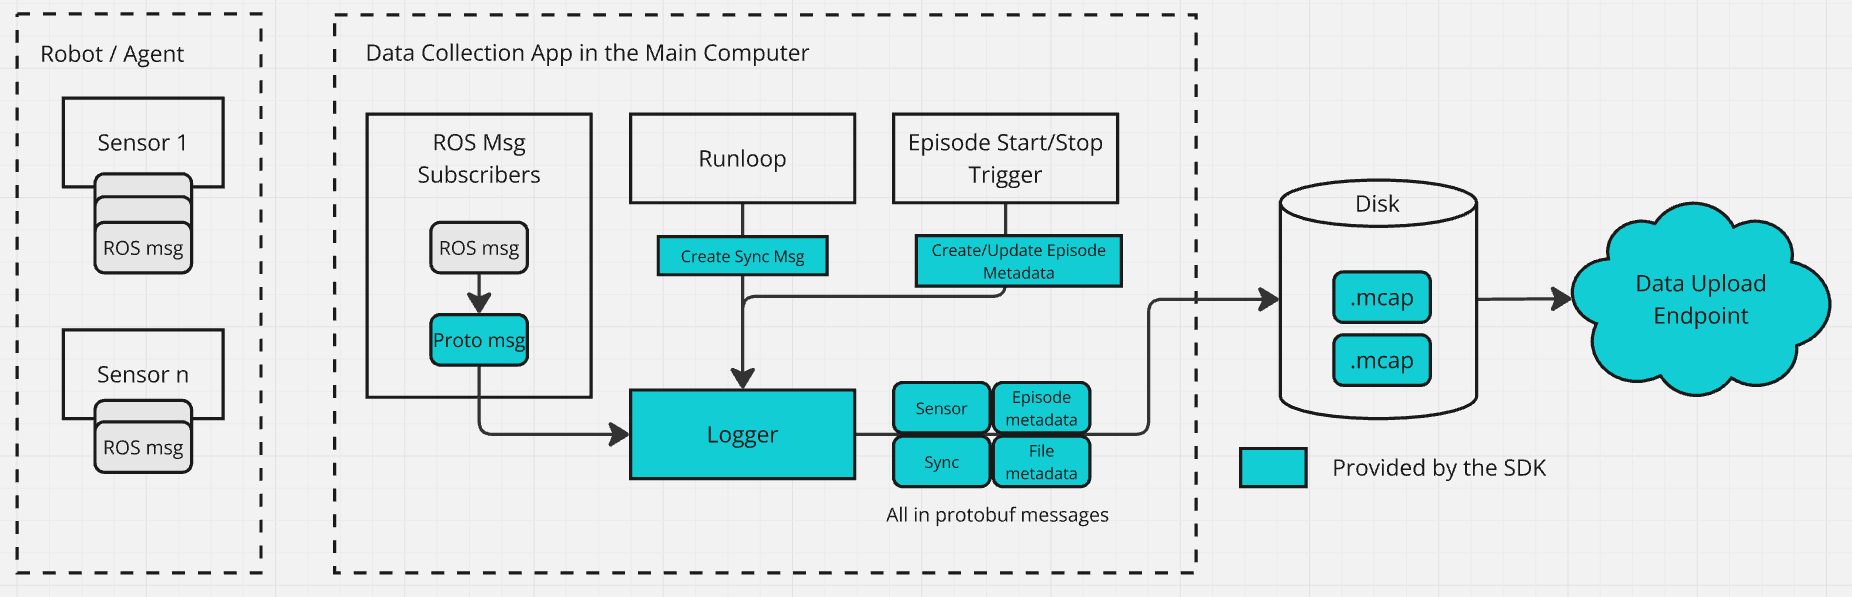 Robot / Agent
Sensor 1
ROS msg
Sensor n
ROS msg
Data Collection App in the Main Computer
ROS Msg
Subscribers
ROS msg
Proto msg
Runloop
Create Sync Msg
Episode Start/Stop
Trigger
Create/Update Episode
Metadata
Logger
Sensor
Episode
metadata
Sync
File
metadata
All in protobuf messages
Disk
.mcap
.mcap
Data Upload
Endpoint
Provided by the SDK